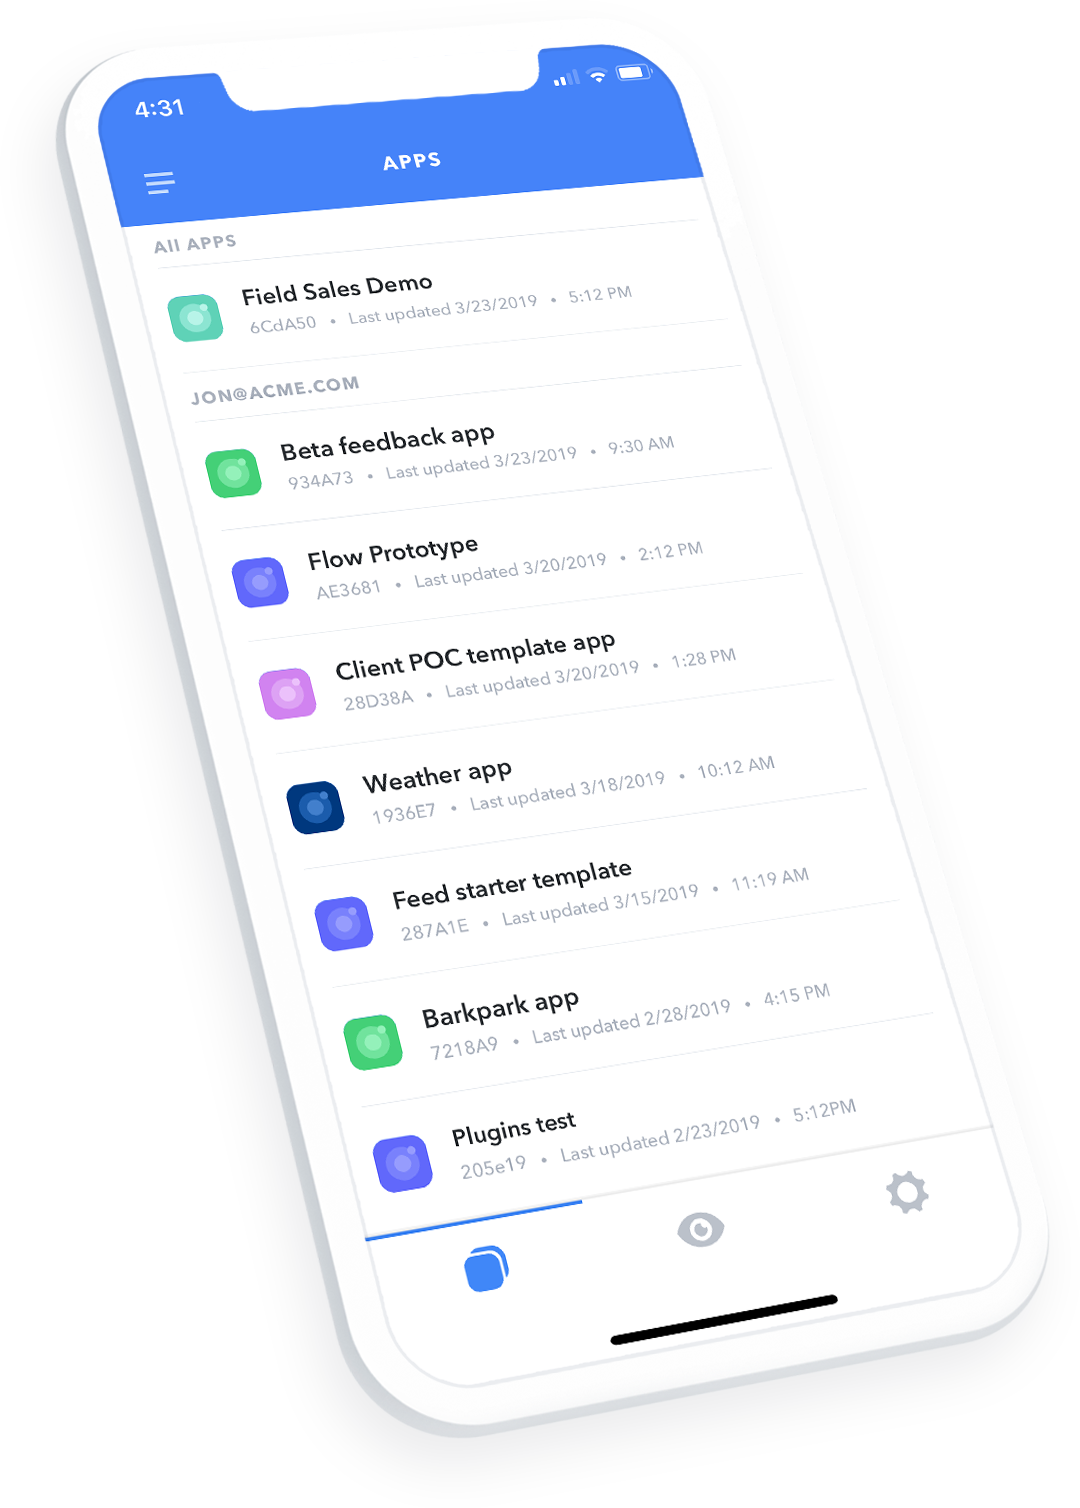 4:31
APPS
All APPS
Field Sales Demo
6CdA50 • Last updated 3/23/2019 • 5:12 PM
JON@ACME.COM
Beta feedback app
934A73 • Last updated 3/23/2019 • 9:30 AM
Flow Prototype
AE3681 • Last updated 3/20/2019 • 2:12 PM
Client POC template app
28D38A • Last updated 3/20/2019 • 1:28 PM
Weather app
1936E7 • Last updated 3/18/2019 • 10:12 AM
Feed starter template
287A1E • Last updated 3/15/2019 • 11:19 AM
Barkpark app
7218A9 • Last updated 2/28/2019 • 4:15 PM
Plugins test
205e19 • Last updated 2/23/2019 • 5:12PM